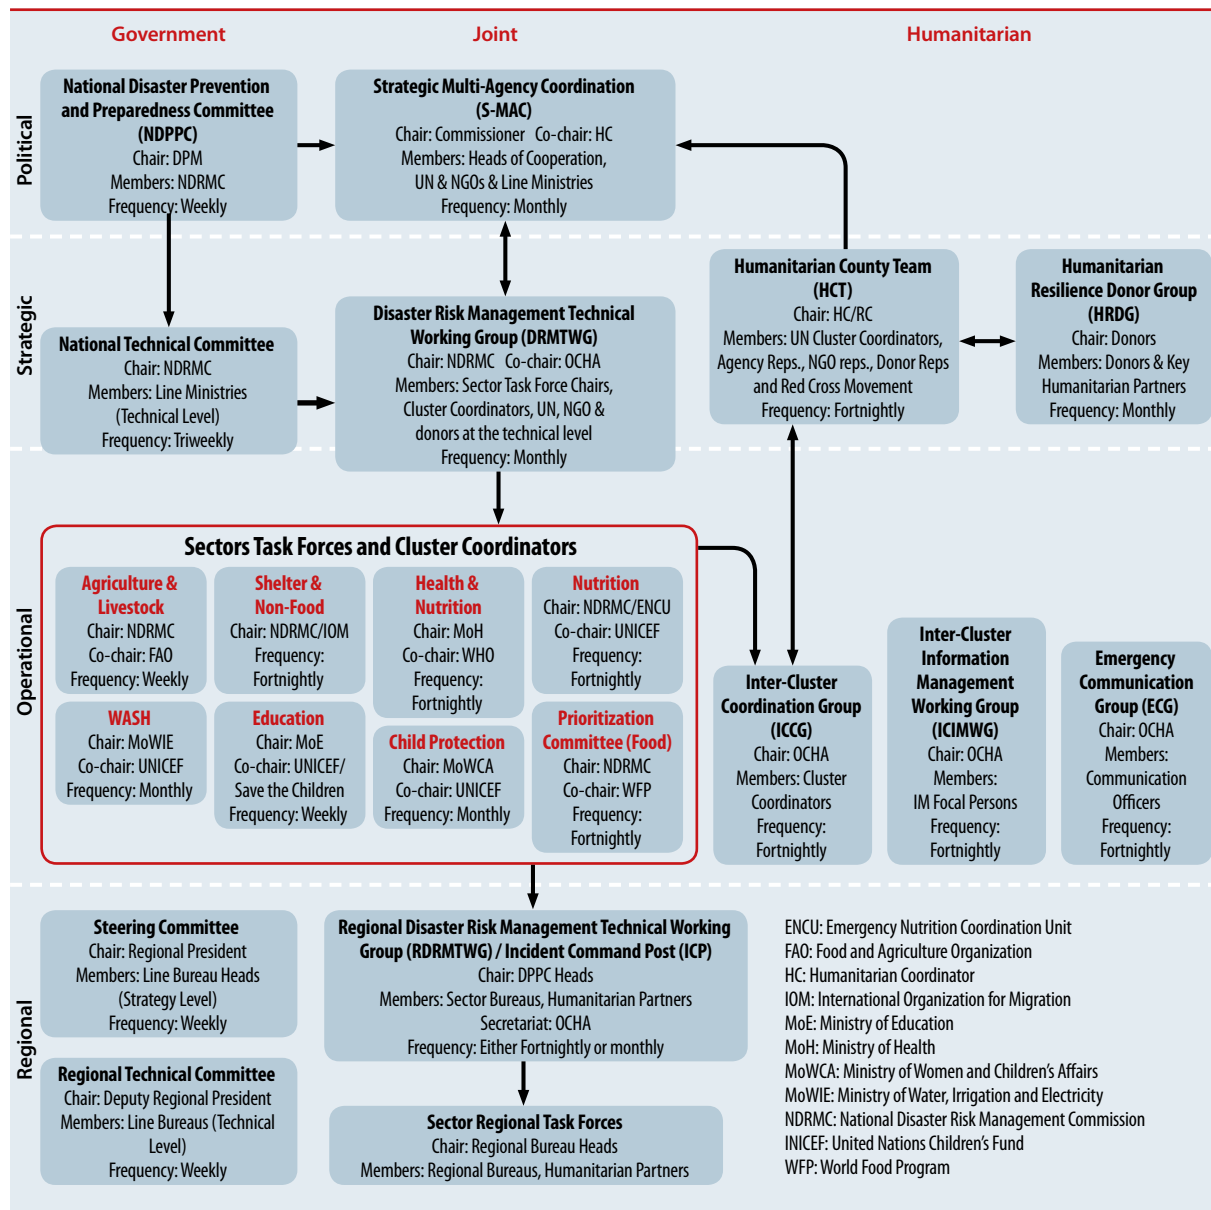 Government
Joint
Humanitarian
Political
National Disaster Prevention
and Preparedness Committee
(NDPPC)
Chair: DPM
Members: NDRMC
Frequency: Weekly
Strategic Multi-Agency Coordination
(S-MAC)
Chair: Commissioner Co-chair: HC
Members: Heads of Cooperation,
UN & NGOs & Line Ministries
Frequency: Monthly
Strategic
National Technical Committee
Chair: NDRMC
Members: Line Ministries
(Technical Level)
Frequency: Triweekly
Disaster Risk Management Technical
Working Group (DRMTWG)
Chair: NDRMC Co-chair: OCHA
Members: Sector Task Force Chairs,
Cluster Coordinators, UN, NGO &
donors at the technical level
Frequency: Monthly
Humanitarian County Team
(HCT)
Chair: HC/RC
Members: UN Cluster Coordinators,
Agency Reps., NGO reps., Donor Reps
and Red Cross Movement
Frequency: Fortnightly
Humanitarian
Resilience Donor Group
(HRDG)
Chair: Donors
Members: Donors & Key
Humanitarian Partners
Frequency: Monthly
Operational
Sectors Task Forces and Cluster Coordinators
Agriculture &
Livestock
Chair: NDRMC
Co-chair: FAO
Frequency: Weekly
Shelter &
Non-Food
Chair: NDRMC/IOM
Frequency:
Fortnightly
Health &
Nutrition
Chair: MoH
Co-chair: WHO
Frequency:
Fortnightly
Nutrition
Chair: NDRMC/ENCU
Co-chair: UNICEF
Frequency:
Fortnightly
WASH
Chair: MoWIE
Co-chair: UNICEF
Frequency: Monthly
Education
Chair: MoE
Co-chair: UNICEF/
Save the Children
Frequency: Weekly
Child Protection
Chair: MoWCA
Co-chair: UNICEF
Frequency: Monthly
Prioritization
Committee (Food)
Chair: NDRMC
Co-chair: WFP
Frequency:
Fortnightly
Inter-Cluster
Coordination Group
(ICCG)
Chair: OCHA
Members: Cluster
Coordinators
Frequency:
Fortnightly
Inter-Cluster
Information
Management
Working Group
(ICIMWG)
Chair: OCHA
Members:
IM Focal Persons
Frequency:
Fortnightly
Emergency
Communication
Group (ECG)
Chair: OCHA
Members:
Communication
Officers
Frequency:
Fortnightly
Regional
Steering Committee
Chair: Regional President
Members: Line Bureau Heads
(Strategy Level)
Frequency: Weekly
Regional Technical Committee
Chair: Deputy Regional President
Members: Line Bureaus (Technical
Level)
Frequency: Weekly
Regional Disaster Risk Management Technical Working
Group (RDRMTWG) / Incident Command Post (ICP)
Chair: DPPC Heads
Members: Sector Bureaus, Humanitarian Partners
Secretariat: OCHA
Frequency: Either Fortnightly or monthly
Sector Regional Task Forces
Chair: Regional Bureau Heads
Members: Regional Bureaus, Humanitarian Partners
ENCU: Emergency Nutrition Coordination Unit
FAO: Food and Agriculture Organization
HC: Humanitarian Coordinator
IOM: International Organization for Migration
MoE: Ministry of Education
MoH: Ministry of Health
MoWCA: Ministry of Women and Children's Affairs
MoWIE: Ministry of Water, Irrigation and Electricity
NDRMC: National Disaster Risk Management Commission
INICEF: United Nations Children's Fund
WFP: World Food Program